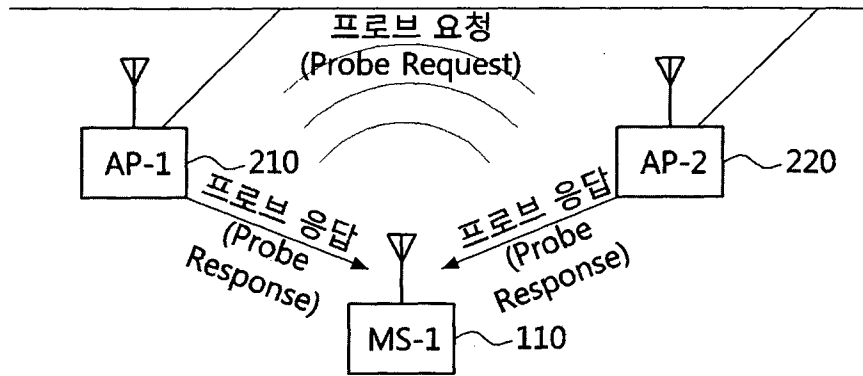 프로브 요청
(Probe Request)
AP-1
210
AP-2
220
프로브 응답
(Probe
Response)
프로브 응답
(Probe
Response)
MS-1
110